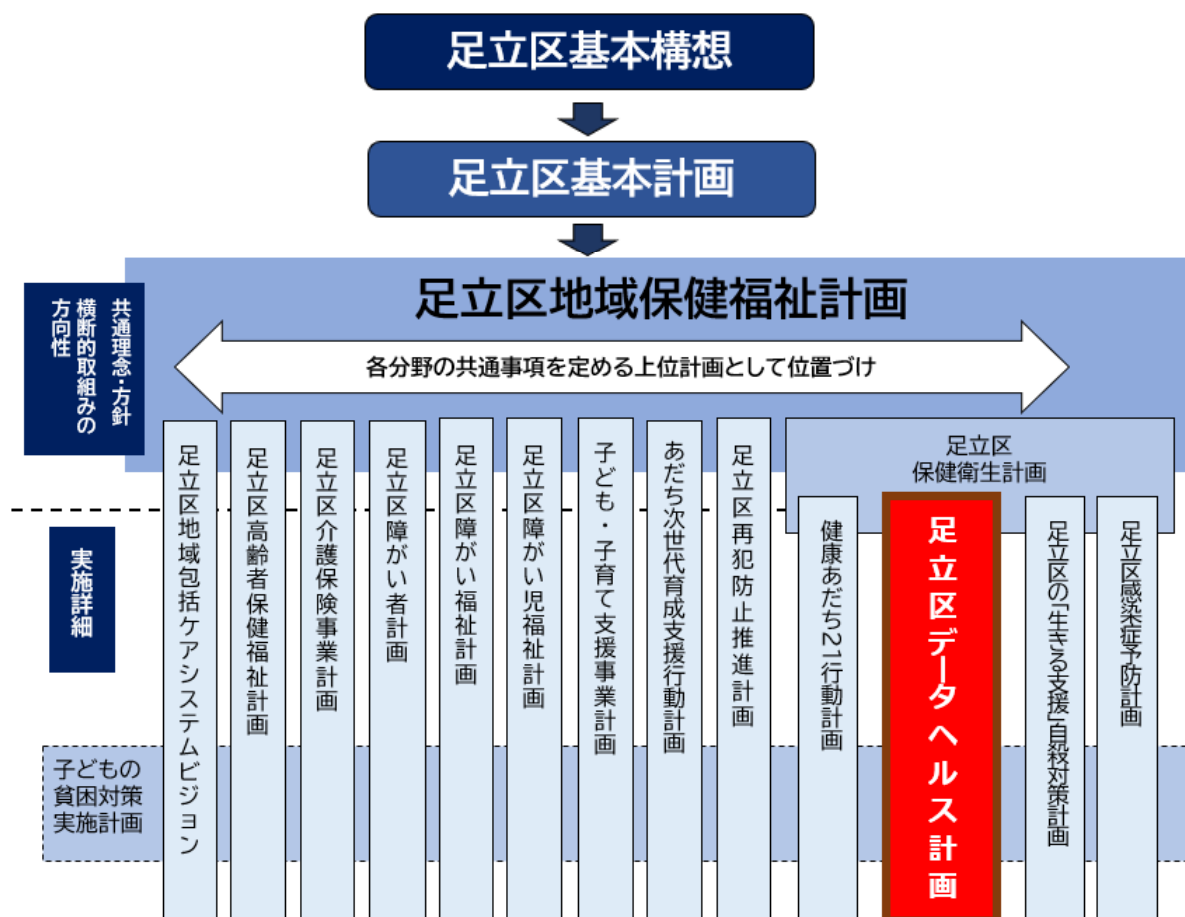 足立区基本構想
足立区基本計画
足立区地域保健福祉計画
各分野の共通事項を定める上位計画として位置づけ
共通理念・方針
横断的取組みの
方向性
実施詳細
子どもの
貧困対策
実施計画
足立区地域包括ケアシステムビジョン
足立区高齢者保健福祉計画
足立区介護保険事業計画
足立区障がい者計画
足立区障がい福祉計画
足立区障がい児福祉計画
子ども・子育て支援事業計画
あだち次世代育成支援行動計画
足立区再犯防止推進計画
足立区
保健衛生計画
健康あだち21行動計画
足立区データヘルス計画
足立区の「生きる支援」自殺対策計画
足立区感染症予防計画